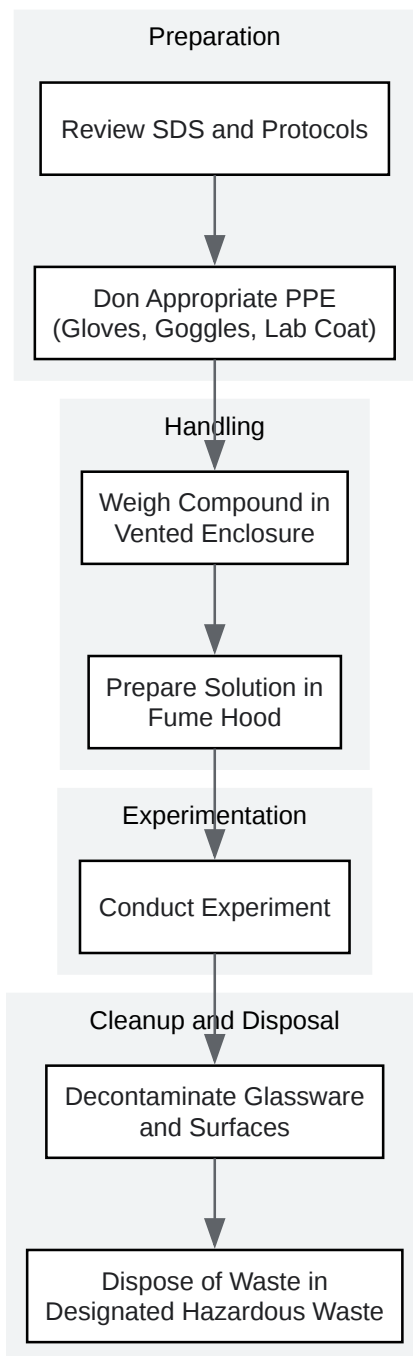 Preparation
Review SDS and Protocols
Don Appropriate PPE
(Gloves, Goggles, Lab Coat)
Handling
Weigh Compound in
Vented Enclosure
Prepare Solution in
Fume Hood
Experimentation
Conduct Experiment
Cleanup and Disposal
Decontaminate Glassware
and Surfaces
Dispose of Waste in
Designated Hazardous Waste